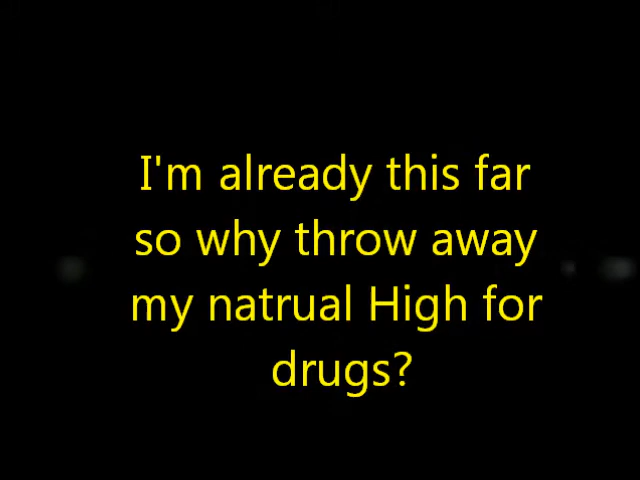 I'm already this far
so why throw away
my natrual High for
drugs?